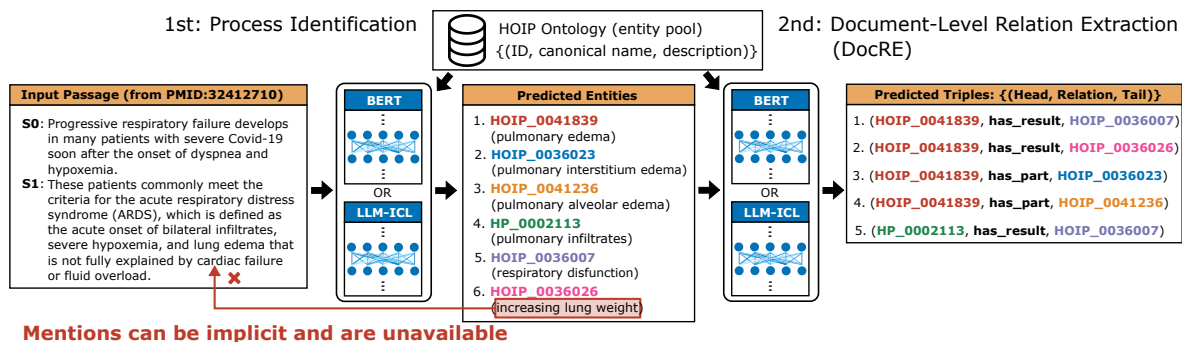 1st: Process Identification
HOIP Ontology (entity pool)
{(ID, canonical name, description)}
2nd: Document-Level Relation Extraction
(DocRE)
Input Passage (from PMID:32412710)
S0: Progressive respiratory failure develops
in many patients with severe Covid-19
soon after the onset of dyspnea and
hypoxemia.
S1: These patients commonly meet the
criteria for the acute respiratory distress
syndrome (ARDS), which is defined as
the acute onset of bilateral infiltrates,
severe hypoxemia, and lung edema that
is not fully explained by cardiac failure
or fluid overload.
BERT
OR
LLM-ICL
Predicted Entities
1. HOIP_0041839
(pulmonary edema)
2. HOIP_0036023
(pulmonary interstitium edema)
3. HOIP_0041236
(pulmonary alveolar edema)
4. HP_0002113
(pulmonary infiltrates)
5. HOIP_0036007
(respiratory disfunction)
6. HOIP_0036026
(increasing lung weight)
BERT
OR
LLM-ICL
Predicted Triples: {(Head, Relation, Tail)}
1. (HOIP_0041839, has_result, HOIP_0036007)
2. (HOIP_0041839, has_result, HOIP_0036026)
3. (HOIP_0041839, has_part, HOIP_0036023)
4. (HOIP_0041839, has_part, HOIP_0041236)
5. (HP_0002113, has_result, HOIP_0036007)
Mentions can be implicit and are unavailable